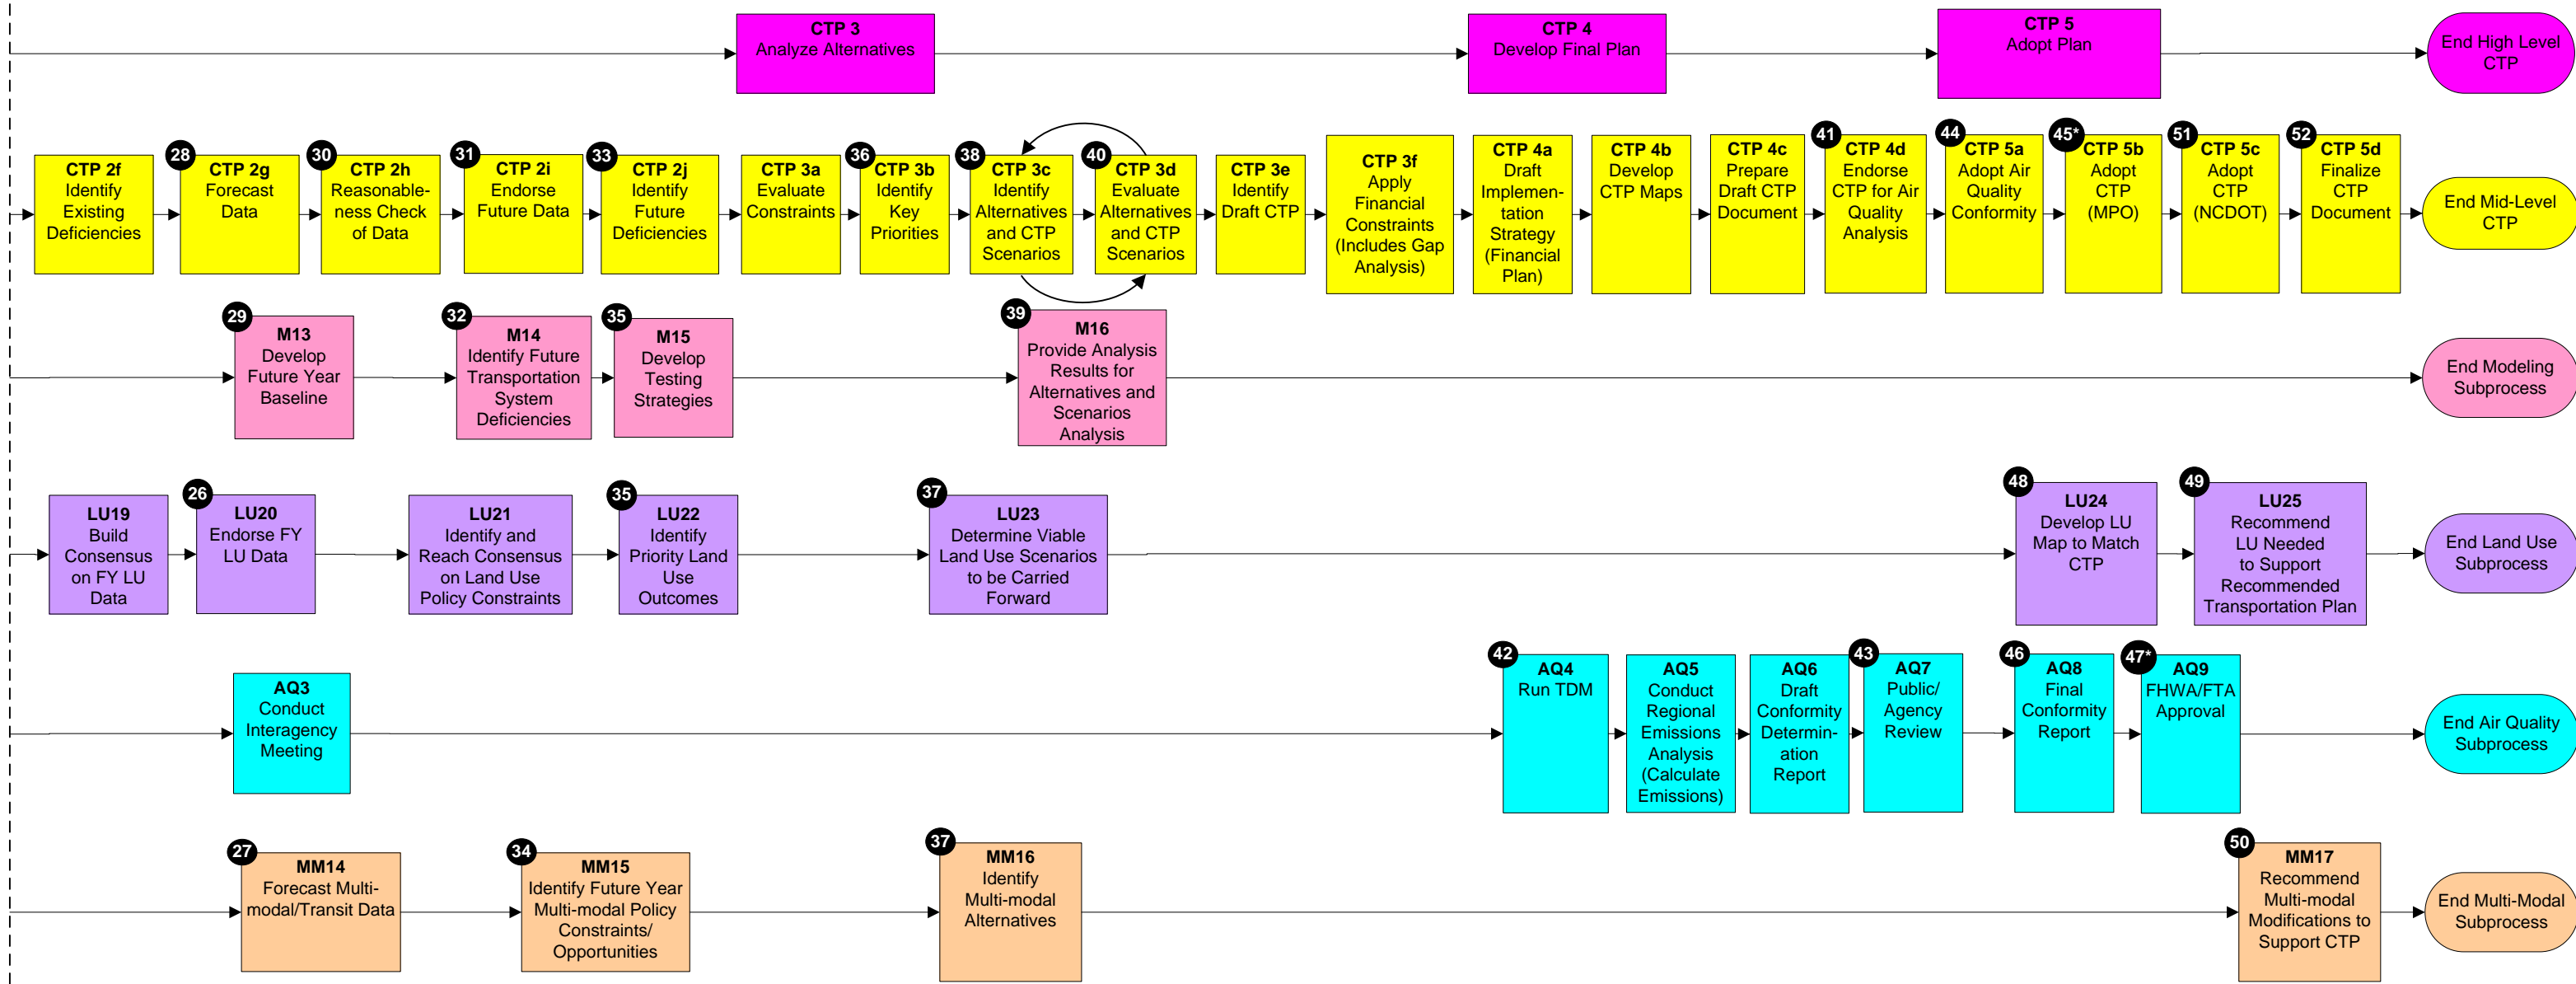 CTP 3
Analyze Alternatives
CTP 4
Develop Final Plan
CTP 5
Adopt Plan
End High Level
CTP
CTP 2f
Identify
Existing
Deficiencies
28
CTP 2g
Forecast
Data
30
CTP 2h
Reasonable-
ness Check
of Data
31
CTP 2i
Endorse
Future Data
33
CTP 2j
Identify
Future
Deficiencies
CTP 3a
Evaluate
Constraints
36
CTP 3b
Identify
Key
Priorities
38
CTP 3c
Identify
Alternatives
and CTP
Scenarios
40
CTP 3d
Evaluate
Alternatives
and CTP
Scenarios
CTP 3e
Identify
Draft CTP
CTP 3f
Apply
Financial
Constraints
(Includes Gap
Analysis)
CTP 4a
Draft
Implemen-
tation
Strategy
(Financial
Plan)
CTP 4b
Develop
CTP Maps
CTP 4c
Prepare
Draft CTP
Document
41
CTP 4d
Endorse
CTP for Air
Quality
Analysis
44
CTP 5a
Adopt Air
Quality
Conformity
45*
CTP 5b
Adopt
CTP
(MPO)
51
CTP 5c
Adopt
CTP
(NCDOT)
52
CTP 5d
Finalize
CTP
Document
End Mid-Level
CTP
29
M13
Develop
Future Year
Baseline
32
M14
Identify Future
Transportation
System
Deficiencies
35
M15
Develop
Testing
Strategies
39
M16
Provide Analysis
Results for
Alternatives and
Scenarios
Analysis
End Modeling
Subprocess
LU19
Build
Consensus
on FY LU
Data
26
LU20
Endorse FY
LU Data
LU21
Identify and
Reach Consensus
on Land Use
Policy Constraints
35
LU22
Identify
Priority Land
Use
Outcomes
37
LU23
Determine Viable
Land Use Scenarios
to be Carried
Forward
48
LU24
Develop LU
Map to Match
CTP
49
LU25
Recommend
LU Needed
to Support
Recommended
Transportation Plan
End Land Use
Subprocess
AQ3
Conduct
Interagency
Meeting
42
AQ4
Run TDM
AQ5
Conduct
Regional
Emissions
Analysis
(Calculate
Emissions)
AQ6
Draft
Conformity
Determin-
ation
Report
43
AQ7
Public/
Agency
Review
46
AQ8
Final
Conformity
Report
47*
AQ9
FHWA/FTA
Approval
End Air Quality
Subprocess
27
MM14
Forecast Multi-
modal/Transit Data
34
MM15
Identify Future Year
Multi-modal Policy
Constraints/
Opportunities
37
MM16
Identify
Multi-modal
Alternatives
50
MM17
Recommend
Multi-modal
Modifications to
Support CTP
End Multi-Modal
Subprocess